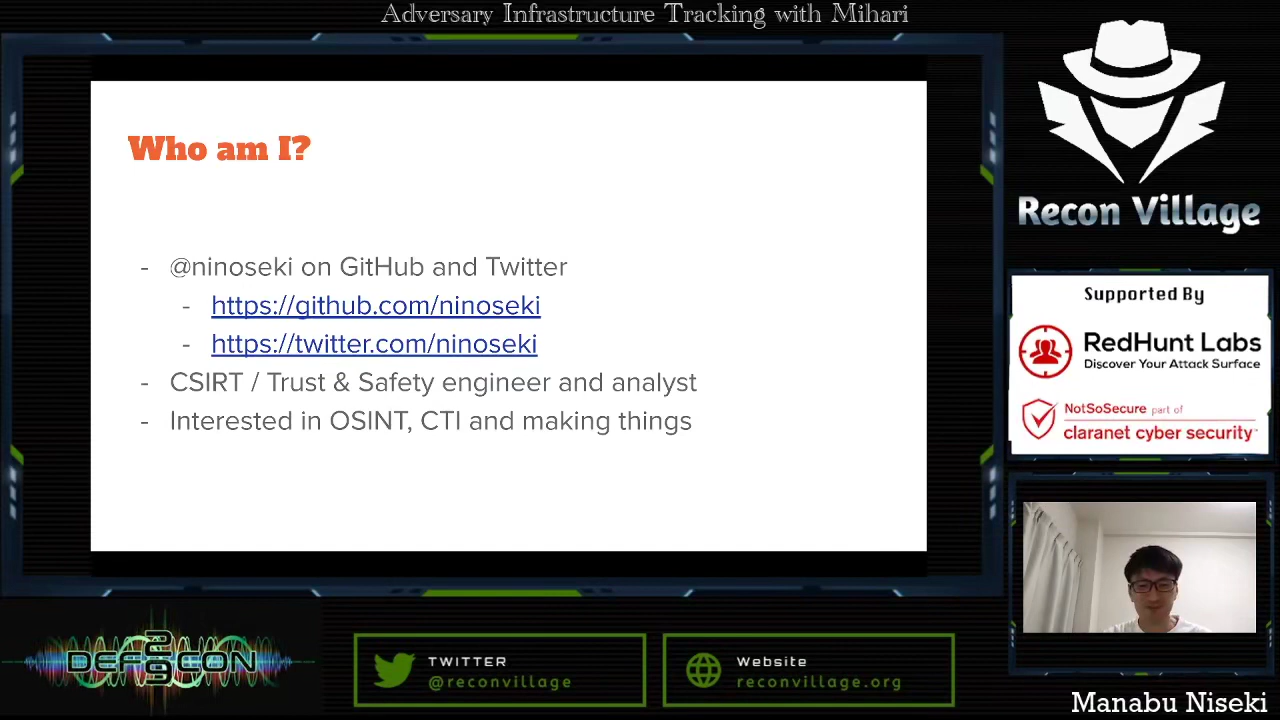 Adversary Infrastructure Tracking with Mihari
Who am I?
- @ninoseki on GitHub and Twitter
- https://github.com/ninoseki
- https://twitter.com/ninoseki
- CSIRT / Trust & Safety engineer and analyst
- Interested in OSINT, CTI and making things
Recon Village
Supported By
RedHunt Labs
Discover Your Attack Surface
NotSoSecure part of
claranet cyber security
DEF CON
29
TWITTER
@reconvillage
Website
reconvillage.org
Manabu Niseki